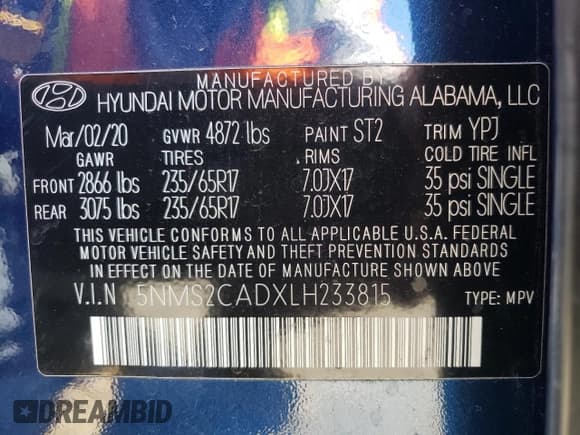 MANUFACTURED BY
HYUNDAI MOTOR MANUFACTURING ALABAMA, LLC
Mar/02/20 GVWR 4872 lbs PAINT ST2 TRIM YPJ
GAWR TIRES RIMS COLD TIRE INFL
FRONT 2866 lbs 235/65R17 7.0JX17 35 psi SINGLE
REAR 3075 lbs 235/65R17 7.0JX17 35 psi SINGLE
THIS VEHICLE CONFORMS TO ALL APPLICABLE U.S.A. FEDERAL
MOTOR VEHICLE SAFETY AND THEFT PREVENTION STANDARDS
IN EFFECT ON THE DATE OF MANUFACTURE SHOWN ABOVE
V.I.N 5NMS2CADXLH233815 TYPE: MPV
DREAMBID